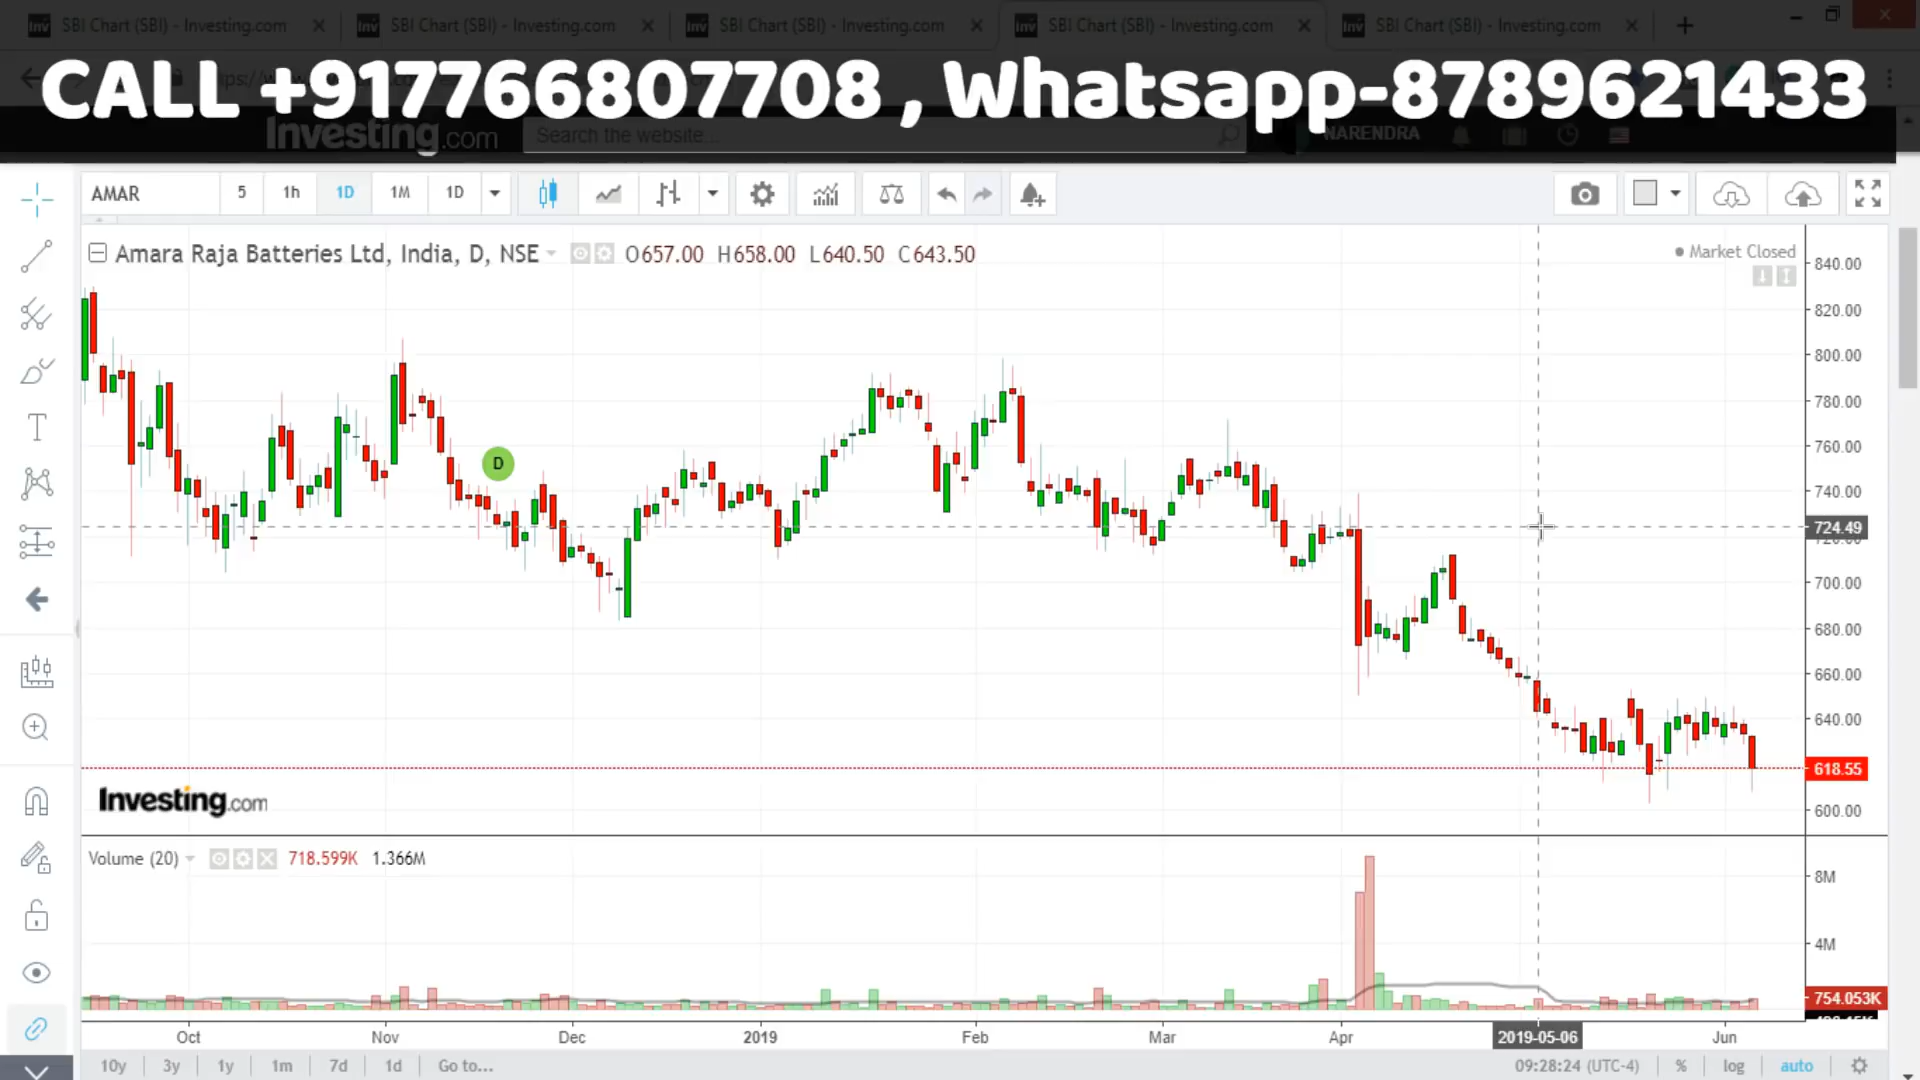 SBI Chart (SBI) - Investing.com SBI Chart (SBI) - Investing.com SBI Chart (SBI) - Investing.com SBI Chart (SBI) - Investing.com SBI Chart (SBI) - Investing.com
CALL +917766807708 , Whatsapp-8789621433
Investing.com Search the website... NARENDRA
AMAR 5 1h 1D 1M 1D
Amara Raja Batteries Ltd, India, D, NSE O657.00 H658.00 L640.50 C643.50
Market Closed
840.00
820.00
800.00
780.00
760.00
D
740.00
724.49
700.00
680.00
660.00
640.00
618.55
Investing.com
600.00
Volume (20) 718.599K 1.366M
8M
4M
754.053K
Oct Nov Dec 2019 Feb Mar Apr 2019-05-06 Jun
10y 3y 1y 1m 7d 1d Go to... 09:28:24 (UTC-4) % log auto